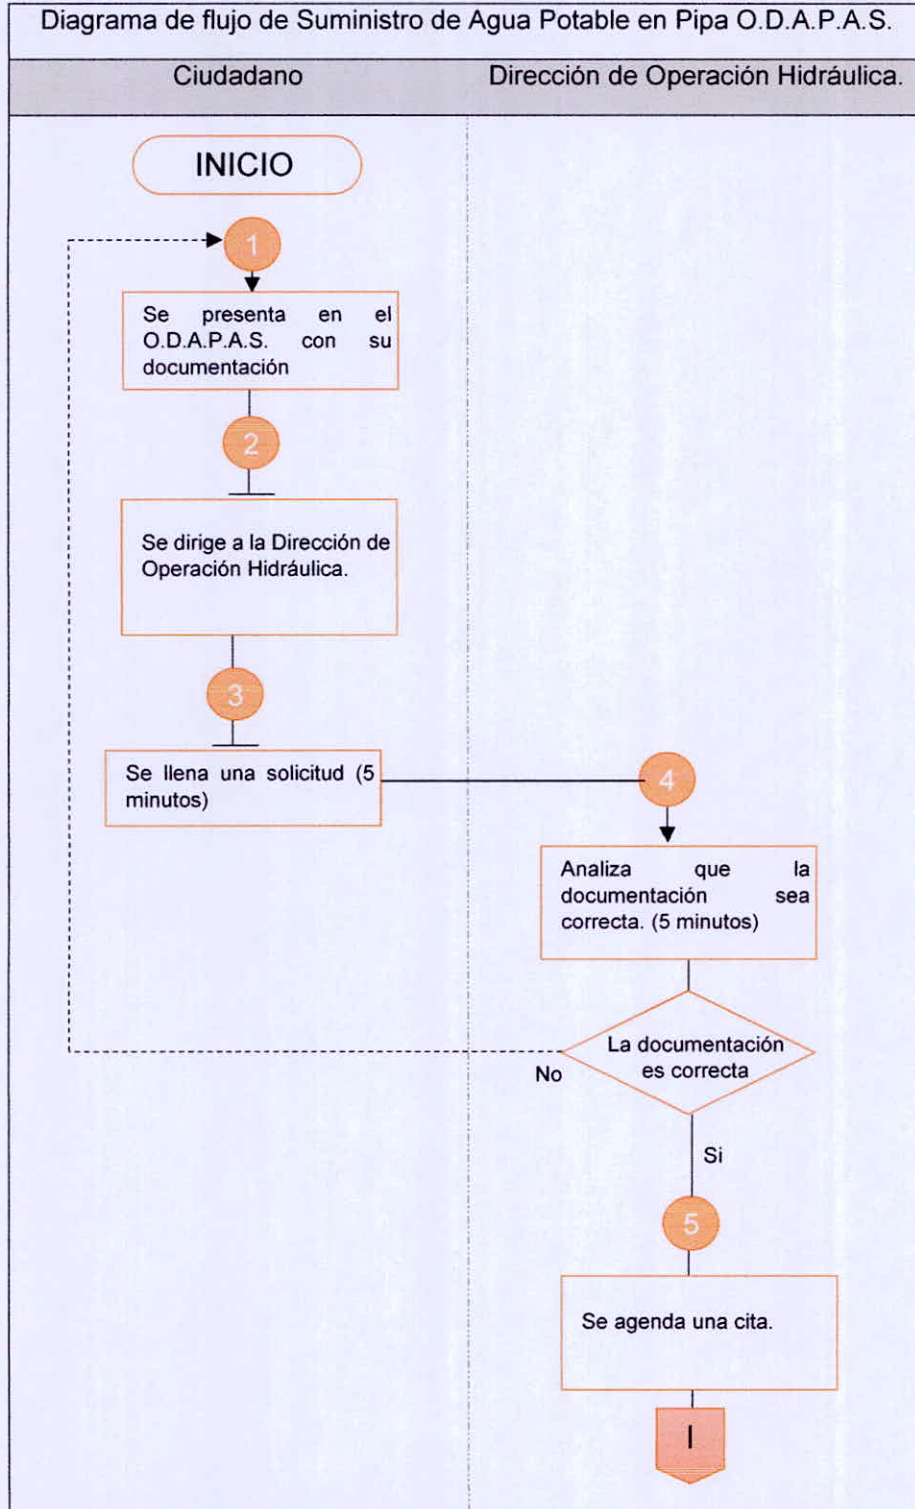 Diagrama de flujo de Suministro de Agua Potable en Pipa O.D.A.P.A.S.
Ciudadano
Dirección de Operación Hidráulica.
INICIO
1
Se presenta en el
O.D.A.P.A.S. con su
documentación
2
Se dirige a la Dirección de
Operación Hidráulica.
3
Se llena una solicitud (5
minutos)
4
Analiza que la
documentación sea
correcta. (5 minutos)
La documentación
es correcta
No
Si
5
Se agenda una cita.
I